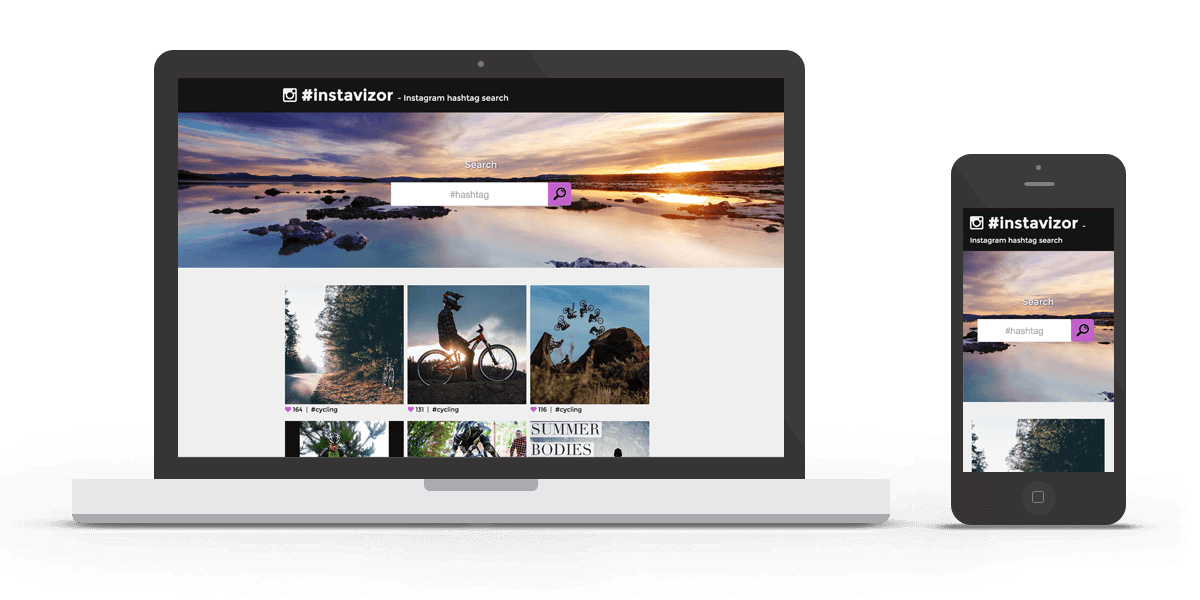 #instavizor - Instagram hashtag search
Search
#hashtag
164 | #cycling
131 | #cycling
116 | #cycling
SUMMER
BODIES
#instavizor -
Instagram hashtag search
Search
#hashtag